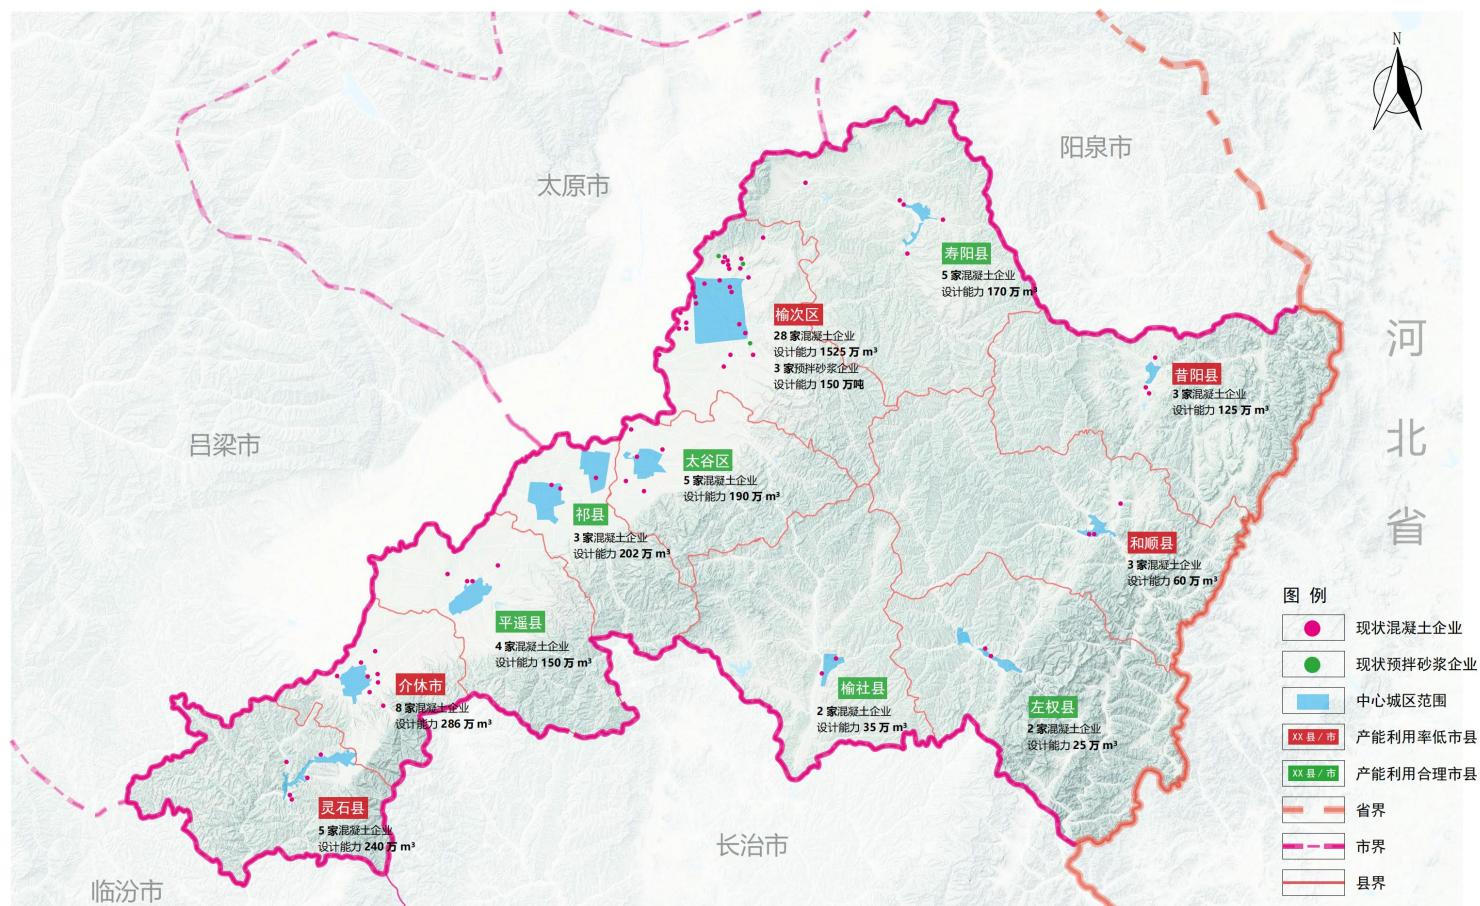 N
阳泉市
太原市
寿阳县
5 家混凝土企业
设计能力 170 万 m³
榆次区
28 家混凝土企业
设计能力 1525 万 m³
3 家预拌砂浆企业
设计能力 150 万吨
河北省
昔阳县
3 家混凝土企业
设计能力 125 万 m³
吕梁市
太谷区
5 家混凝土企业
设计能力 190 万 m³
祁县
3 家混凝土企业
设计能力 202 万 m³
和顺县
3 家混凝土企业
设计能力 60 万 m³
平遥县
4 家混凝土企业
设计能力 150 万 m³
介休市
8 家混凝土企业
设计能力 286 万 m³
榆社县
2 家混凝土企业
设计能力 35 万 m³
左权县
2 家混凝土企业
设计能力 25 万 m³
灵石县
5 家混凝土企业
设计能力 240 万 m³
长治市
临汾市
图 例
现状混凝土企业
现状预拌砂浆企业
中心城区范围
XX 县 / 市 产能利用率低市县
XX 县 / 市 产能利用合理市县
省界
市界
县界